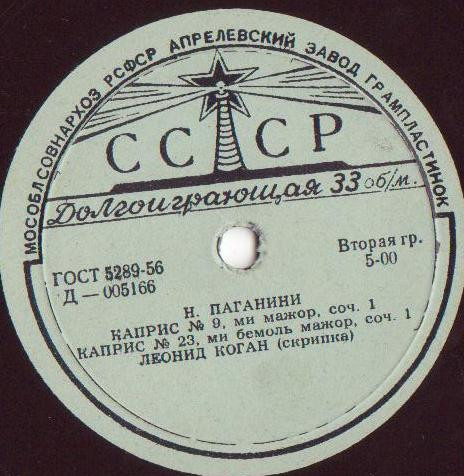 МОСОБЛСОВНАРХОЗ РСФСР АПРЕЛЕВСКИЙ ЗАВОД ГРАМПЛАСТИНОК
СССР
Долгоиграющая 33 об/м.
ГОСТ 5289-56
Д — 005166
Вторая гр.
5-00
Н. ПАГАНИНИ
КАПРИС № 9, ми мажор, соч. 1
КАПРИС № 23, ми бемоль мажор, соч. 1
ЛЕОНИД КОГАН (скрипка)